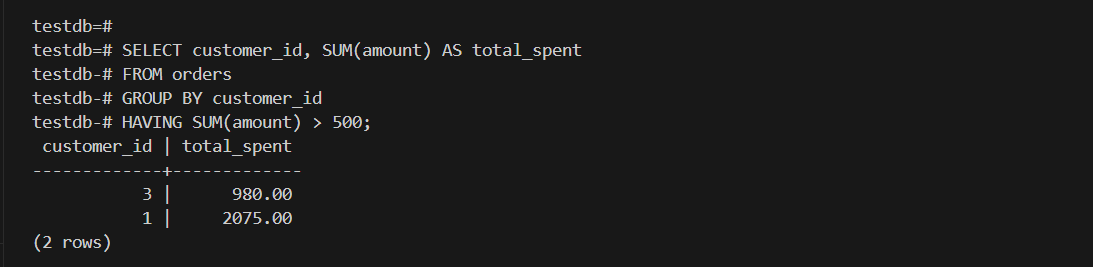 testdb=#
testdb=# SELECT customer_id, SUM(amount) AS total_spent
testdb-# FROM orders
testdb-# GROUP BY customer_id
testdb-# HAVING SUM(amount) > 500;
 customer_id | total_spent
-------------+-------------
           3 |      980.00
           1 |     2075.00
(2 rows)